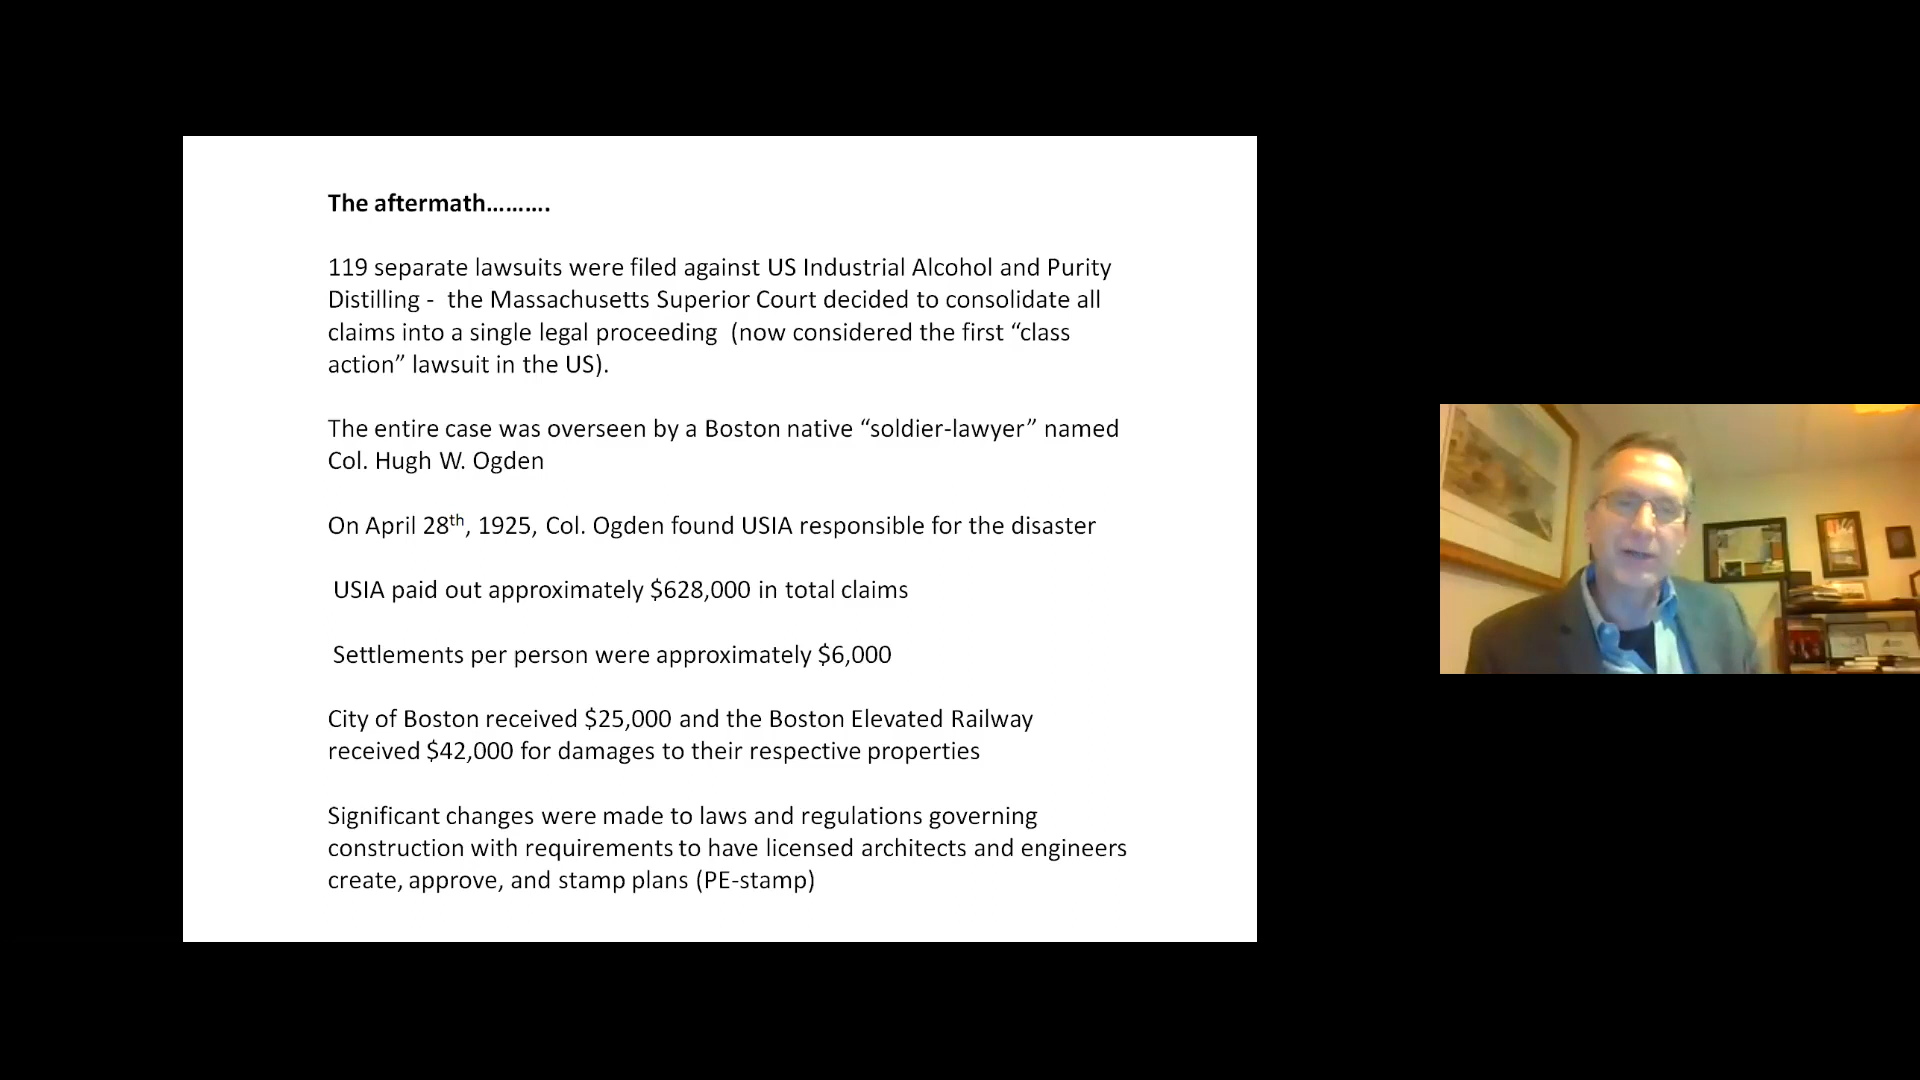 The aftermath……….
119 separate lawsuits were filed against US Industrial Alcohol and Purity
Distilling -  the Massachusetts Superior Court decided to consolidate all
claims into a single legal proceeding  (now considered the first “class
action” lawsuit in the US).
The entire case was overseen by a Boston native “soldier-lawyer” named
Col. Hugh W. Ogden
On April 28th, 1925, Col. Ogden found USIA responsible for the disaster
USIA paid out approximately $628,000 in total claims
Settlements per person were approximately $6,000
City of Boston received $25,000 and the Boston Elevated Railway
received $42,000 for damages to their respective properties
Significant changes were made to laws and regulations governing
construction with requirements to have licensed architects and engineers
create, approve, and stamp plans (PE-stamp)